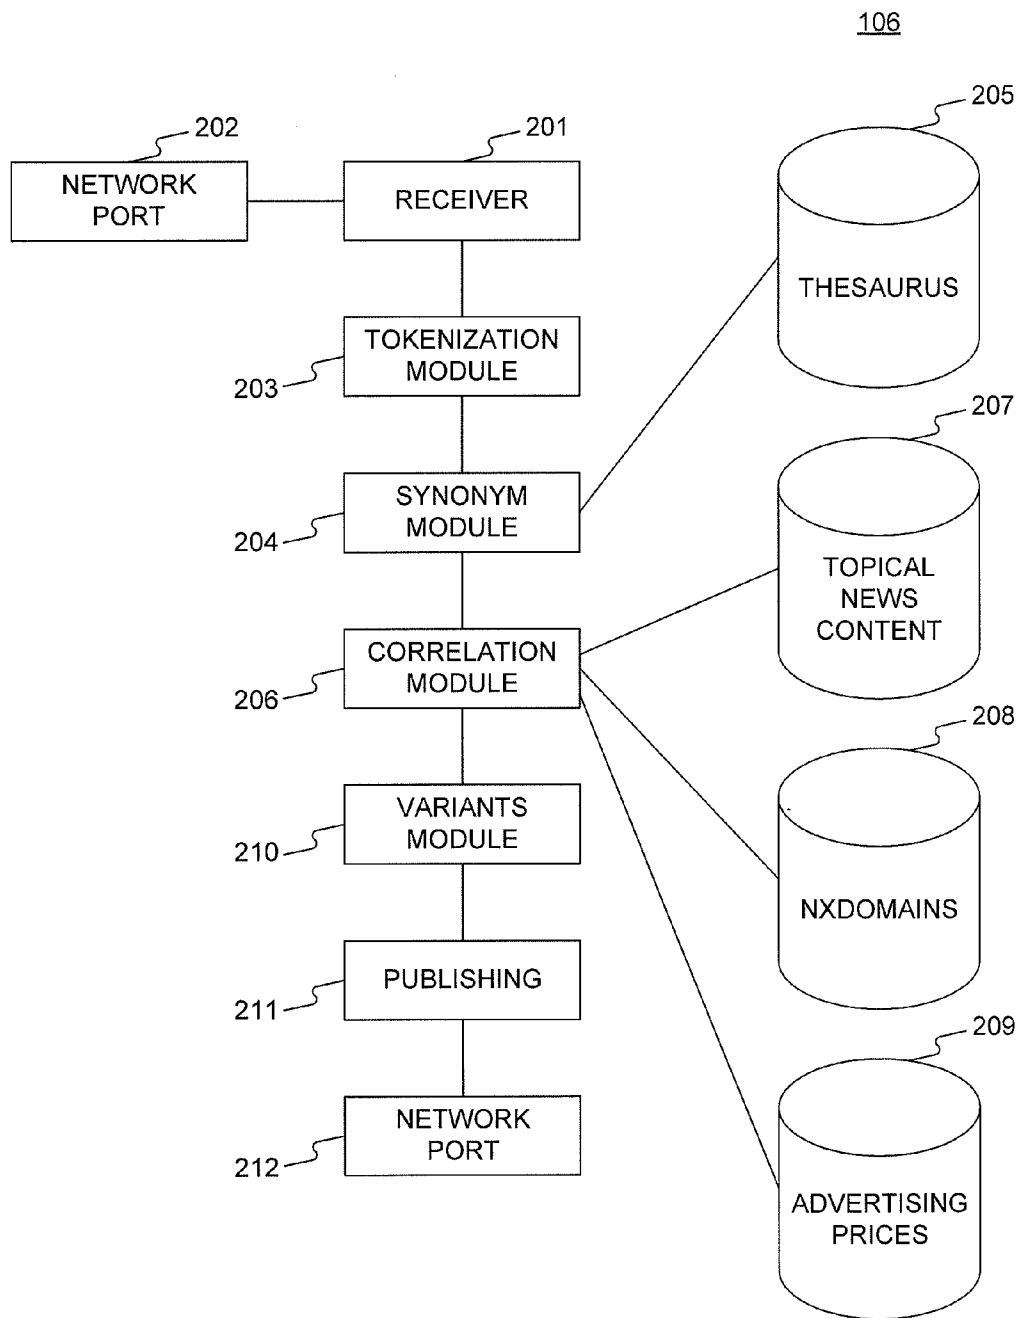 106
202
201
205
NETWORK
PORT
RECEIVER
THESAURUS
TOKENIZATION
MODULE
203
207
SYNONYM
MODULE
204
TOPICAL
NEWS
CONTENT
CORRELATION
MODULE
206
208
VARIANTS
MODULE
210
NXDOMAINS
PUBLISHING
211
209
NETWORK
PORT
212
ADVERTISING
PRICES